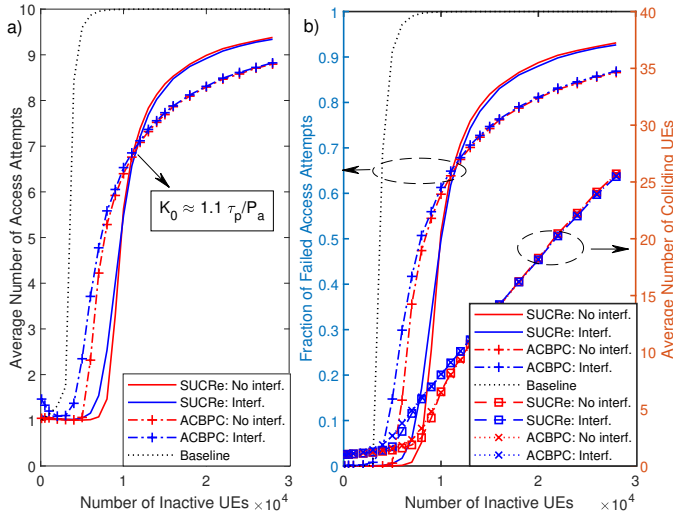 a)
b)
10
9
8
7
6
5
4
3
2
1
0
Average Number of Access Attempts
K0 ≈ 1.1 τp/Pa
SUCRe: No interf.
SUCRe: Interf.
ACBPC: No interf.
ACBPC: Interf.
Baseline
0 1 2 3
Number of Inactive UEs ×10^4
1
0.9
0.8
0.7
0.6
0.5
0.4
0.3
0.2
0.1
0
Fraction of Failed Access Attempts
40
35
30
25
20
15
10
5
0
Average Number of Colliding UEs
SUCRe: No interf.
SUCRe: Interf.
ACBPC: No interf.
ACBPC: Interf.
Baseline
SUCRe: No interf.
SUCRe: Interf.
ACBPC: No interf.
ACBPC: Interf.
0 1 2 3
Number of Inactive UEs ×10^4